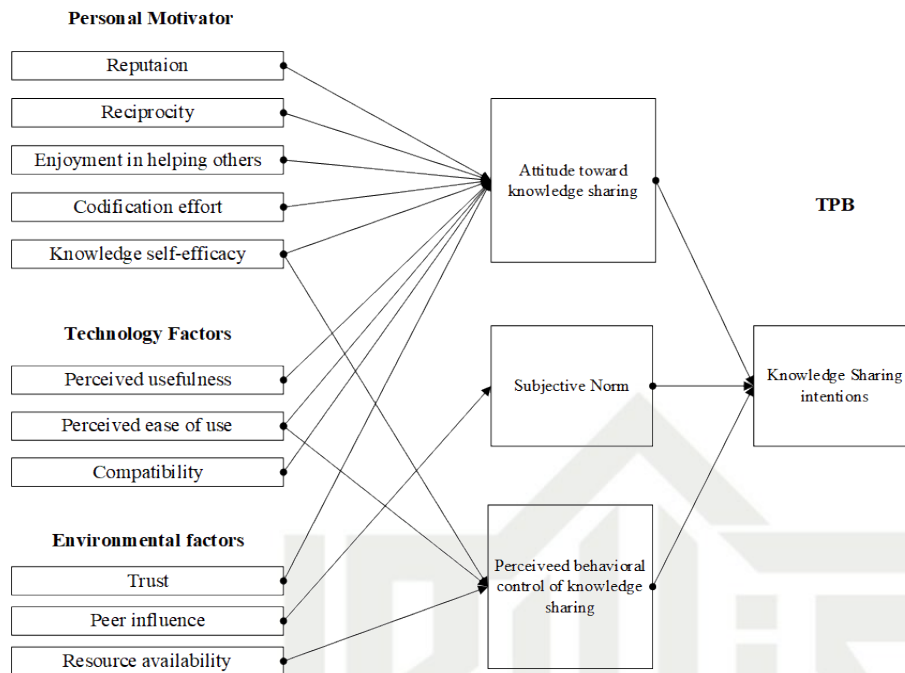 Personal Motivator
Reputaion
Reciprocity
Enjoyment in helping others
Codification effort
Knowledge self-efficacy
Technology Factors
Perceived usefulness
Perceived ease of use
Compatibility
Environmental factors
Trust
Peer influence
Resource availability
Attitude toward
knowledge sharing
Subjective Norm
Perceiveed behavioral
control of knowledge
sharing
TPB
Knowledge Sharing
intentions